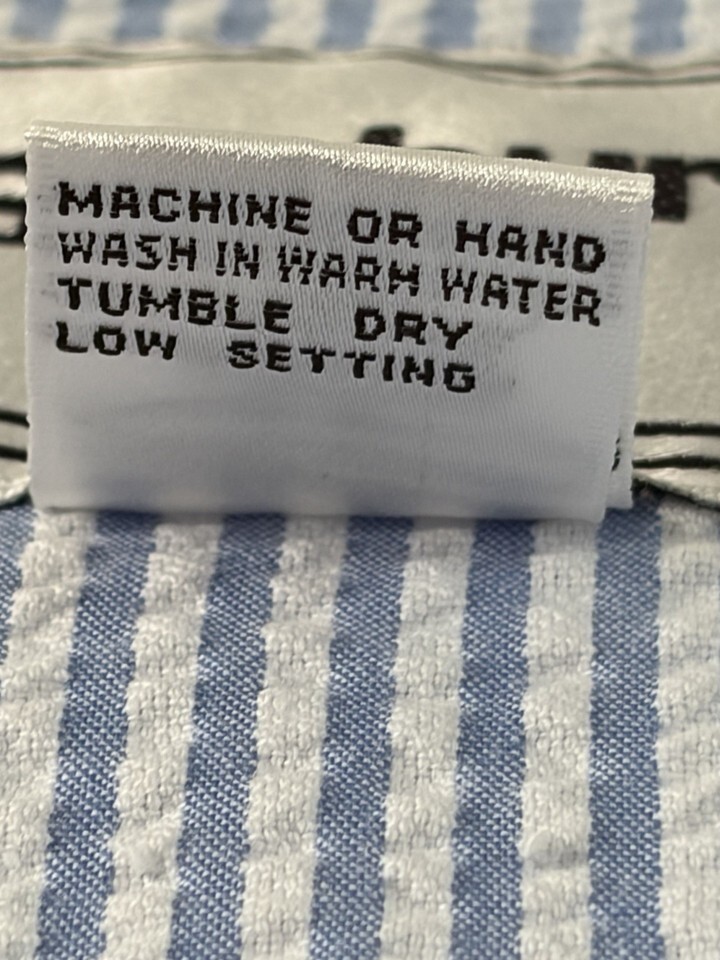 MACHINE OR HAND
WASH IN WARM WATER
TUMBLE DRY
LOW SETTING